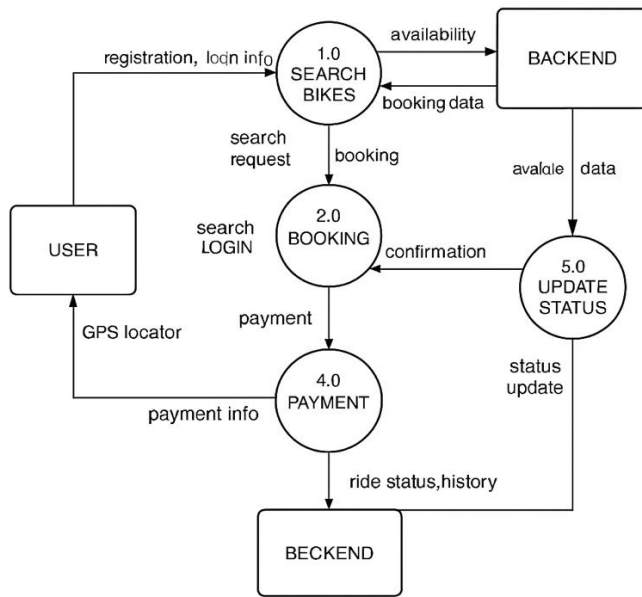 registration, login info
1.0
SEARCH
BIKES
availability
BACKEND
booking data
search
request
booking
avalale data
USER
search
LOGIN
2.0
BOOKING
confirmation
5.0
UPDATE
STATUS
GPS locator
payment
status
update
payment info
4.0
PAYMENT
ride status,history
BECKEND